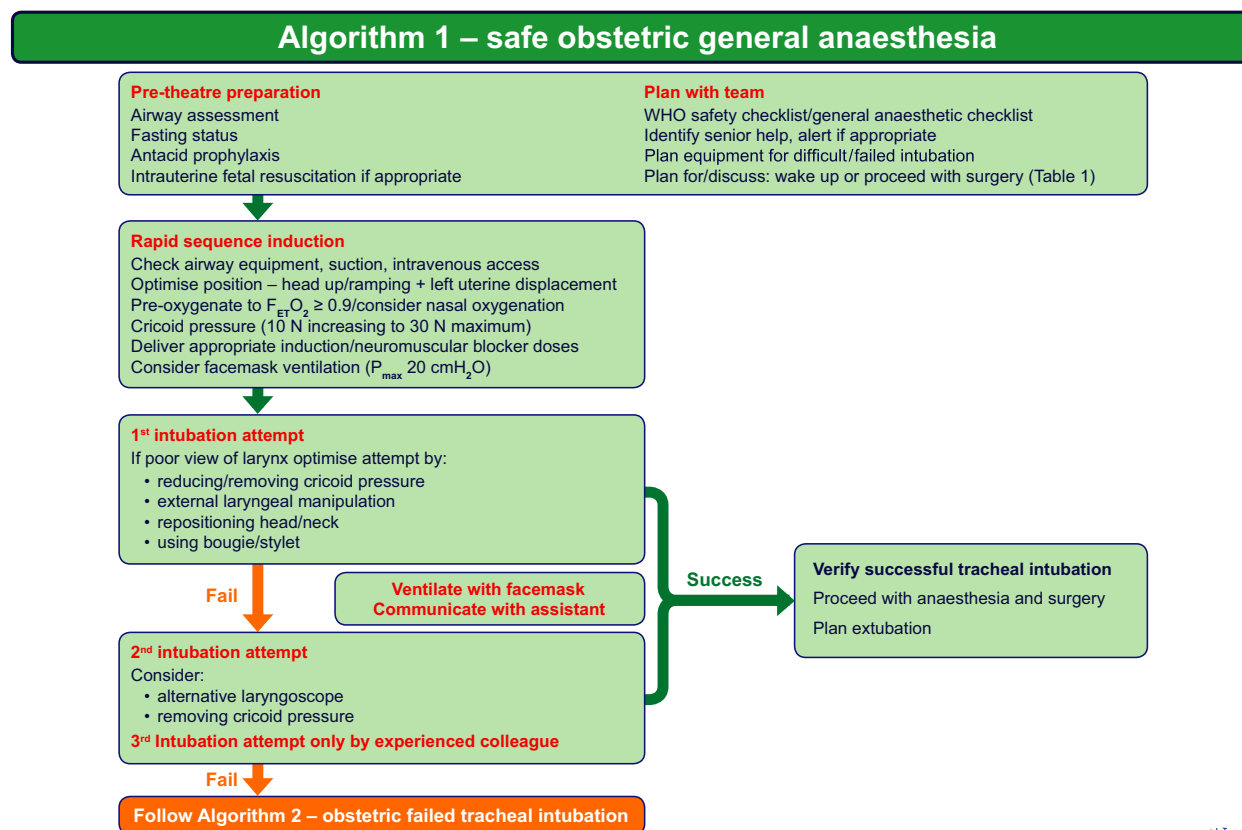 Algorithm 1 – safe obstetric general anaesthesia
Pre-theatre preparation
Airway assessment
Fasting status
Antacid prophylaxis
Intrauterine fetal resuscitation if appropriate
Plan with team
WHO safety checklist/general anaesthetic checklist
Identify senior help, alert if appropriate
Plan equipment for difficult/failed intubation
Plan for/discuss: wake up or proceed with surgery (Table 1)
Rapid sequence induction
Check airway equipment, suction, intravenous access
Optimise position – head up/ramping + left uterine displacement
Pre-oxygenate to FETO2 ≥ 0.9/consider nasal oxygenation
Cricoid pressure (10 N increasing to 30 N maximum)
Deliver appropriate induction/neuromuscular blocker doses
Consider facemask ventilation (Pmax 20 cmH2O)
1st intubation attempt
If poor view of larynx optimise attempt by:
• reducing/removing cricoid pressure
• external laryngeal manipulation
• repositioning head/neck
• using bougie/stylet
Fail
Ventilate with facemask
Communicate with assistant
Success
Verify successful tracheal intubation
Proceed with anaesthesia and surgery
Plan extubation
2nd intubation attempt
Consider:
• alternative laryngoscope
• removing cricoid pressure
3rd Intubation attempt only by experienced colleague
Fail
Follow Algorithm 2 – obstetric failed tracheal intubation